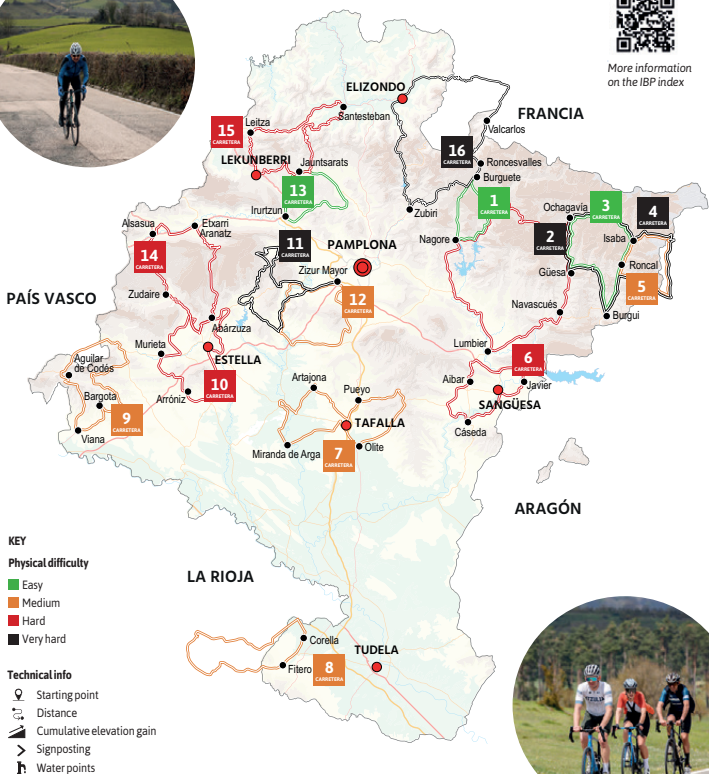 More information
on the IBP index
ELIZONDO
Santesteban
FRANCIA
Valcarlos
15
CARRETERA
Leitza
16
CARRETERA
LEKUNBERRI
Jauntsarats
Roncesvalles
Burguete
13
CARRETERA
Irurtzun
Zubiri
1
CARRETERA
Ochagavía
3
CARRETERA
4
CARRETERA
Alsasua
Etxarri
Aranatz
11
CARRETERA
PAMPLONA
Nagore
2
CARRETERA
Isaba
14
CARRETERA
Zizur Mayor
Güesa
Roncal
5
CARRETERA
PAÍS VASCO
Zudaire
12
CARRETERA
Navascués
Burgui
Abárzuza
Murieta
ESTELLA
Lumbier
Aguilar
de Codés
10
CARRETERA
Artajona
Pueyo
Aibar
6
CARRETERA
Javier
SANGÜESA
Bargota
9
CARRETERA
Arróniz
Viana
TAFALLA
Cáseda
Miranda de Arga
7
CARRETERA
Olite
ARAGÓN
KEY
Physical difficulty
Easy
Medium
Hard
Very hard
LA RIOJA
Corella
TUDELA
Fitero
8
CARRETERA
Technical info
Starting point
Distance
Cumulative elevation gain
Signposting
Water points